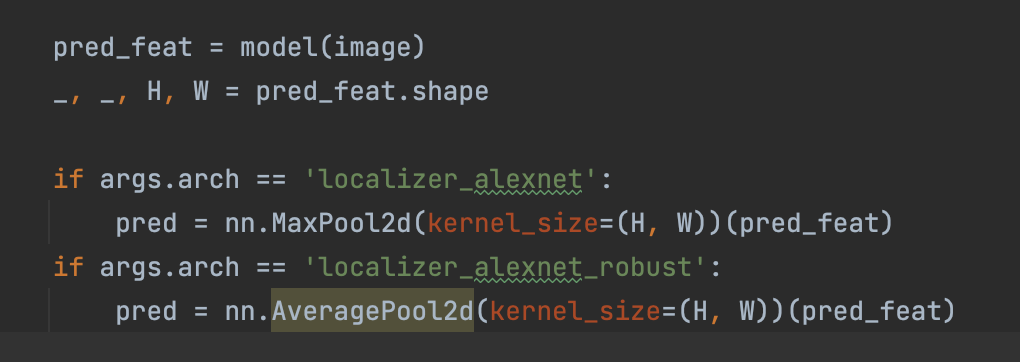 pred_feat = model(image)
_, _, H, W = pred_feat.shape
if args.arch == 'localizer_alexnet':
pred = nn.MaxPool2d(kernel_size=(H, W))(pred_feat)
if args.arch == 'localizer_alexnet_robust':
pred = nn.AveragePool2d(kernel_size=(H, W))(pred_feat)